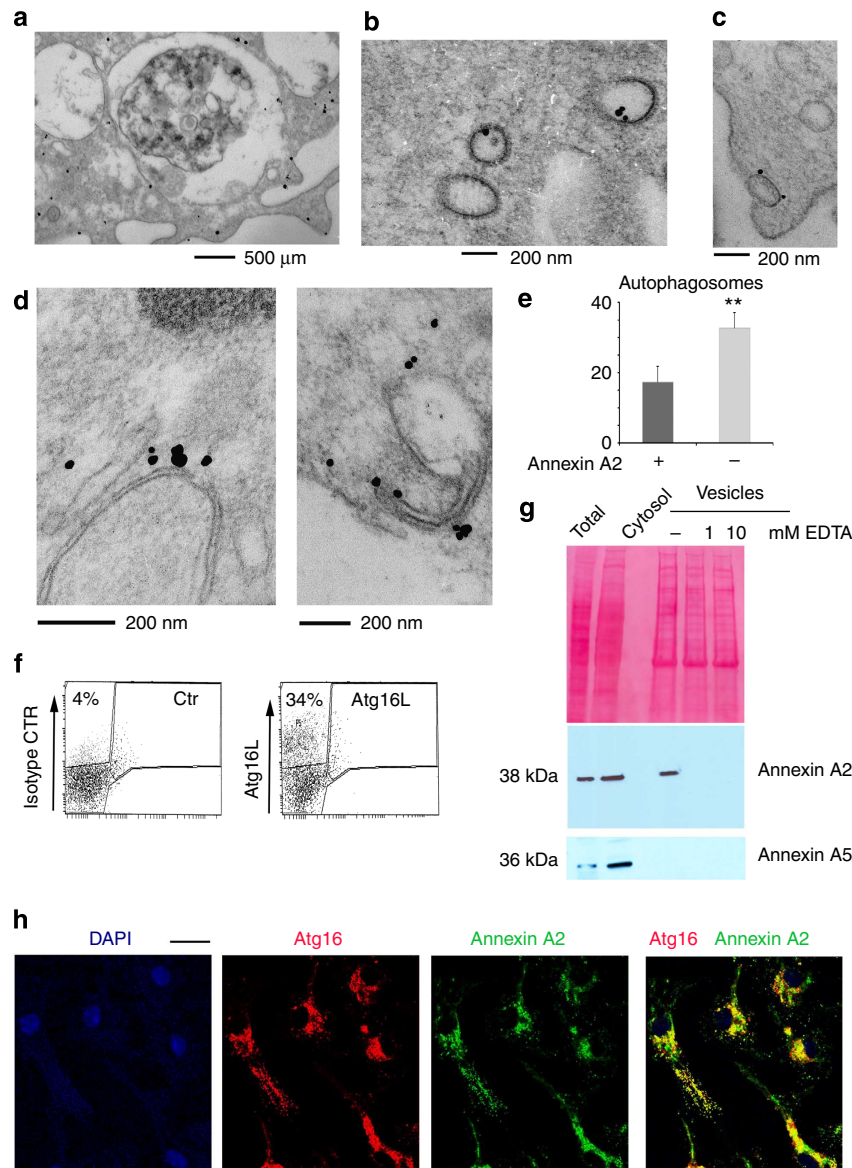 a
500 μm
b
200 nm
c
200 nm
d
200 nm
200 nm
e
Autophagosomes
40
**
20
0
Annexin A2 + −
f
Isotype CTR
4%
Ctr
Atg16L
34%
Atg16L
g
Total
Cytosol
Vesicles
− 1 10 mM EDTA
38 kDa
Annexin A2
36 kDa
Annexin A5
h
DAPI
Atg16
Annexin A2
Atg16 Annexin A2